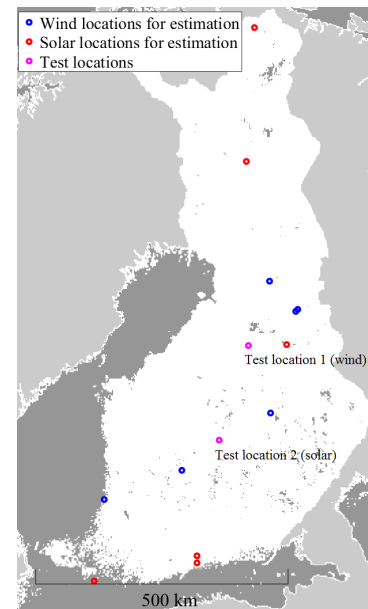 Wind locations for estimation
Solar locations for estimation
Test locations
Test location 1 (wind)
Test location 2 (solar)
500 km